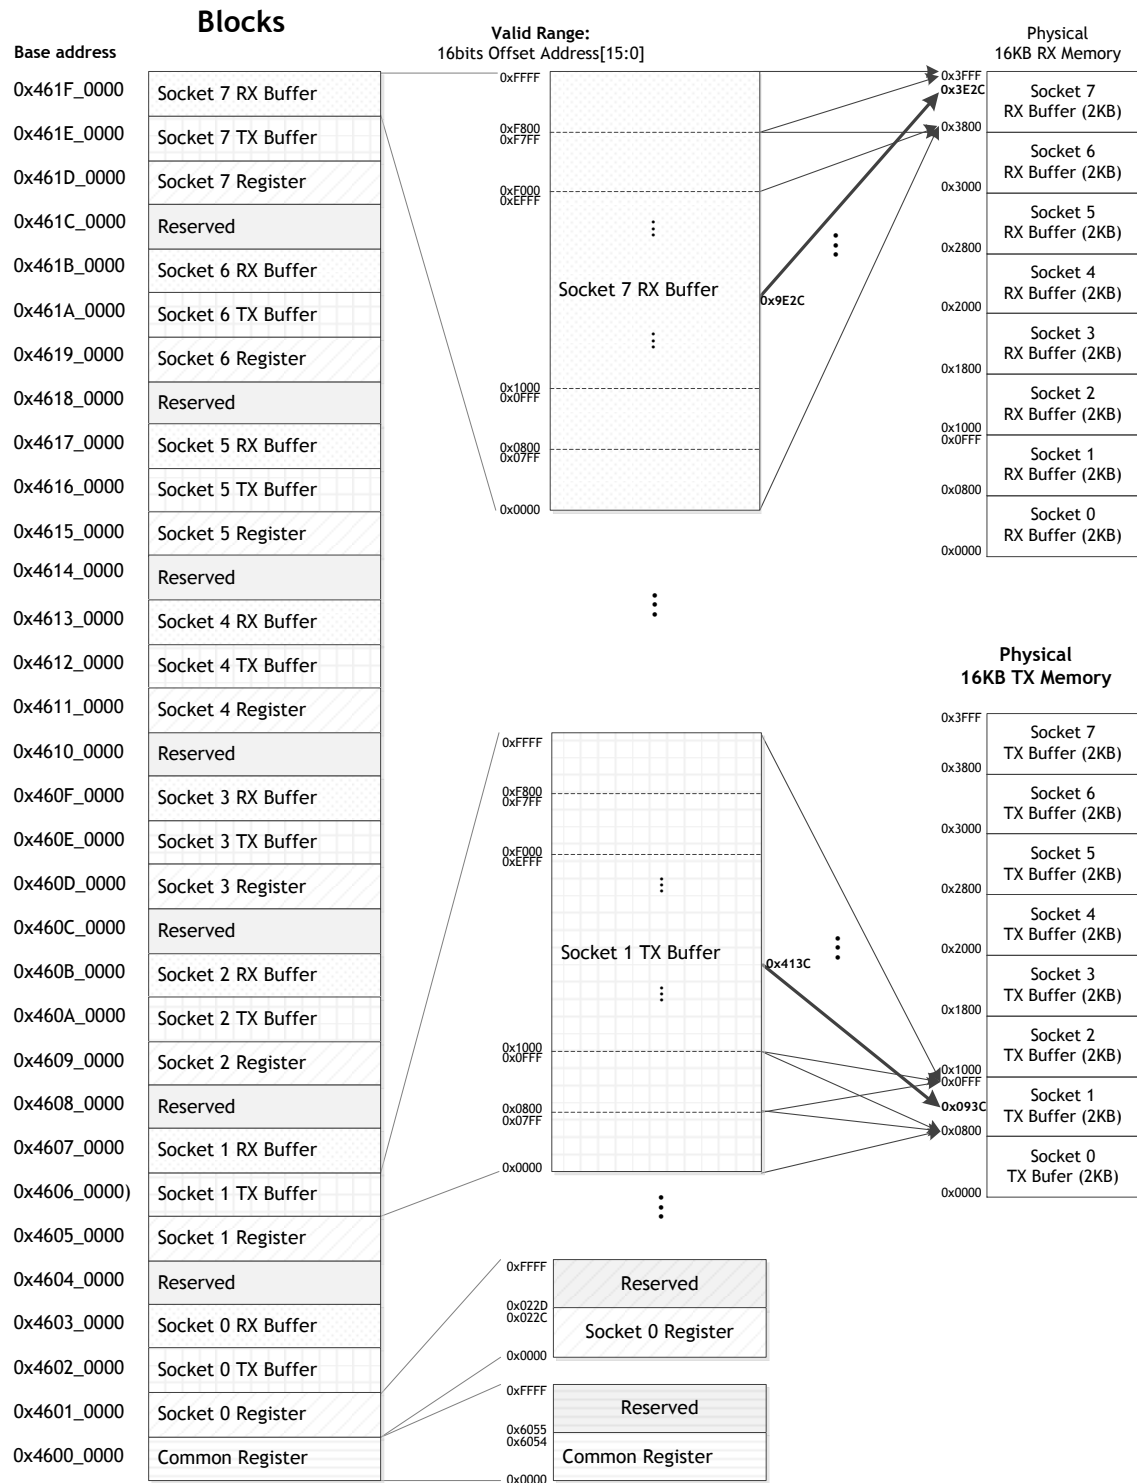 Blocks
Base address
0x461F_0000
Socket 7 RX Buffer
0x461E_0000
Socket 7 TX Buffer
0x461D_0000
Socket 7 Register
0x461C_0000
Reserved
0x461B_0000
Socket 6 RX Buffer
0x461A_0000
Socket 6 TX Buffer
0x4619_0000
Socket 6 Register
0x4618_0000
Reserved
0x4617_0000
Socket 5 RX Buffer
0x4616_0000
Socket 5 TX Buffer
0x4615_0000
Socket 5 Register
0x4614_0000
Reserved
0x4613_0000
Socket 4 RX Buffer
0x4612_0000
Socket 4 TX Buffer
0x4611_0000
Socket 4 Register
0x4610_0000
Reserved
0x460F_0000
Socket 3 RX Buffer
0x460E_0000
Socket 3 TX Buffer
0x460D_0000
Socket 3 Register
0x460C_0000
Reserved
0x460B_0000
Socket 2 RX Buffer
0x460A_0000
Socket 2 TX Buffer
0x4609_0000
Socket 2 Register
0x4608_0000
Reserved
0x4607_0000
Socket 1 RX Buffer
0x4606_0000)
Socket 1 TX Buffer
0x4605_0000
Socket 1 Register
0x4604_0000
Reserved
0x4603_0000
Socket 0 RX Buffer
0x4602_0000
Socket 0 TX Buffer
0x4601_0000
Socket 0 Register
0x4600_0000
Common Register
Valid Range:
16bits Offset Address[15:0]
0xFFFF
0xF800
0xF7FF
0xF000
0xEFFF
Socket 7 RX Buffer
0x9E2C
0x1000
0x0FFF
0x0800
0x07FF
0x0000
Physical
16KB RX Memory
0x3FFF
0x3E2C
Socket 7
RX Buffer (2KB)
0x3800
Socket 6
RX Buffer (2KB)
0x3000
Socket 5
RX Buffer (2KB)
0x2800
Socket 4
RX Buffer (2KB)
0x2000
Socket 3
RX Buffer (2KB)
0x1800
Socket 2
RX Buffer (2KB)
0x1000
0x0FFF
Socket 1
RX Buffer (2KB)
0x0800
Socket 0
RX Buffer (2KB)
0x0000
0xFFFF
0xF800
0xF7FF
0xF000
0xEFFF
Socket 1 TX Buffer
0x413C
0x1000
0x0FFF
0x0800
0x07FF
0x0000
Physical
16KB TX Memory
0x3FFF
Socket 7
TX Buffer (2KB)
0x3800
Socket 6
TX Buffer (2KB)
0x3000
Socket 5
TX Buffer (2KB)
0x2800
Socket 4
TX Buffer (2KB)
0x2000
Socket 3
TX Buffer (2KB)
0x1800
Socket 2
TX Buffer (2KB)
0x1000
0x0FFF
Socket 1
TX Buffer (2KB)
0x093C
0x0800
Socket 0
TX Bufer (2KB)
0x0000
0xFFFF
Reserved
0x022D
0x022C
Socket 0 Register
0x0000
0xFFFF
Reserved
0x6055
0x6054
Common Register
0x0000